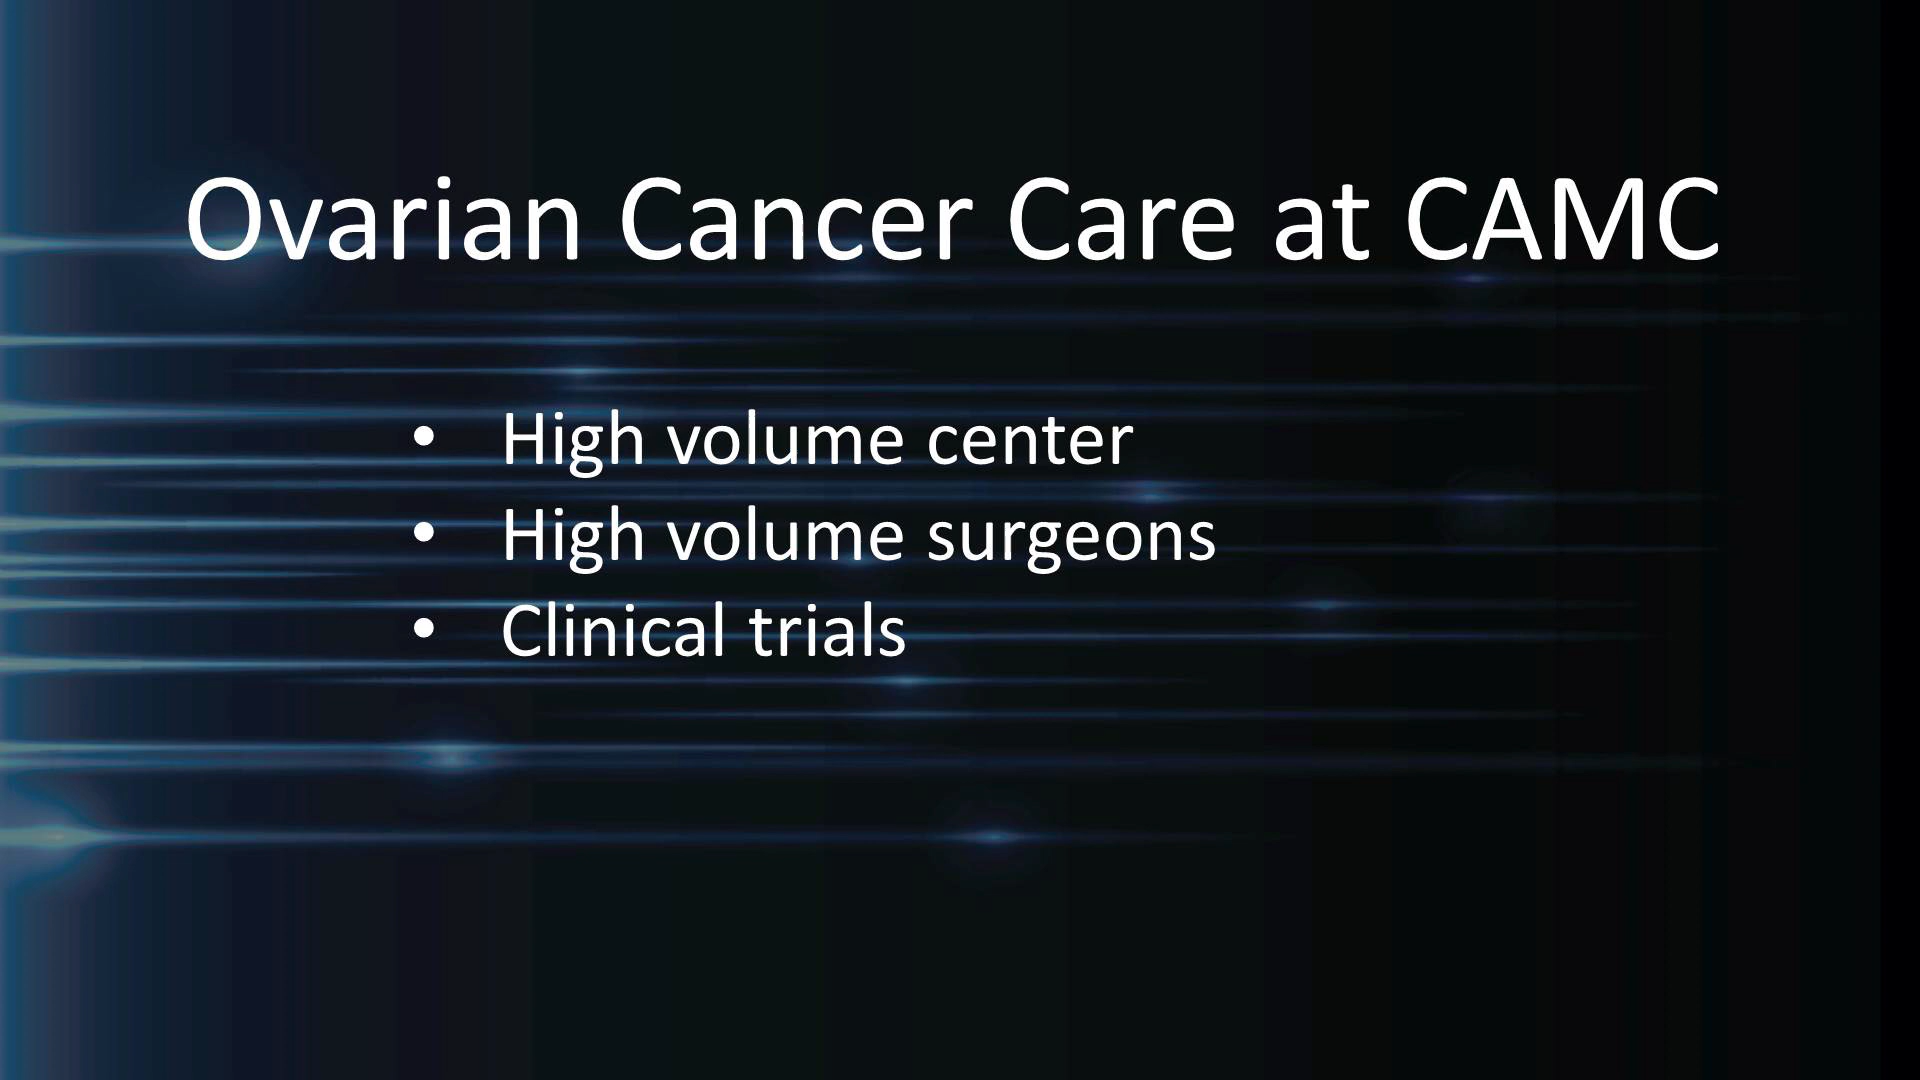 Ovarian Cancer Care at CAMC
• High volume center
• High volume surgeons
• Clinical trials